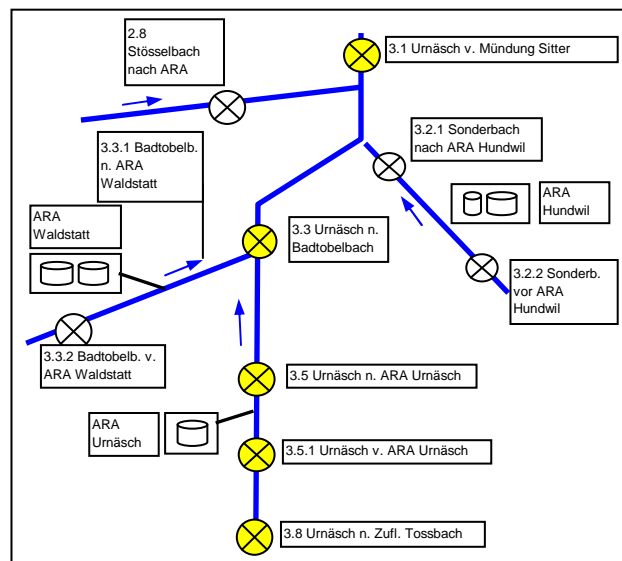 2.8
Stösselbach
nach ARA
3.1 Urnäsch v. Mündung Sitter
3.3.1 Badtobelb.
n. ARA
Waldstatt
3.2.1 Sonderbach
nach ARA Hundwil
ARA
Hundwil
ARA
Waldstatt
3.3 Urnäsch n.
Badtobelbach
3.2.2 Sonderb.
vor ARA
Hundwil
3.3.2 Badtobelb. v.
ARA Waldstatt
3.5 Urnäsch n. ARA Urnäsch
ARA
Urnäsch
3.5.1 Urnäsch v. ARA Urnäsch
3.8 Urnäsch n. Zufl. Tossbach